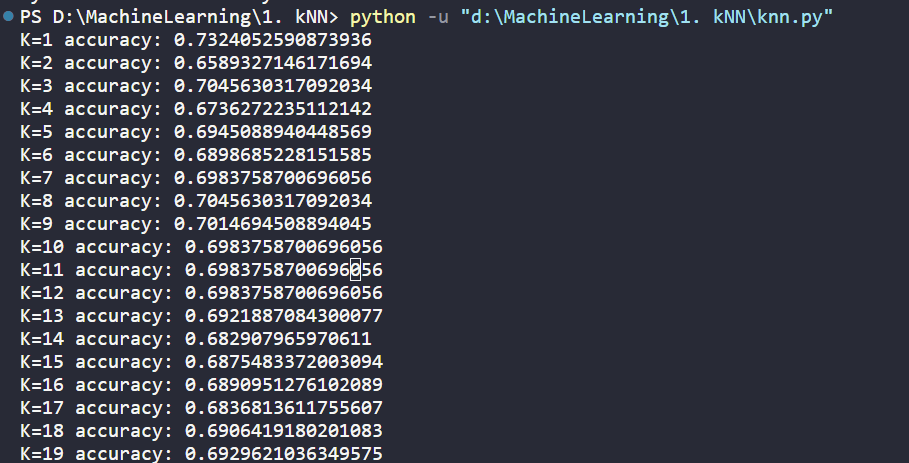 PS D:\MachineLearning\1. kNN> python -u "d:\MachineLearning\1. kNN\knn.py"
K=1 accuracy: 0.7324052590873936
K=2 accuracy: 0.6589327146171694
K=3 accuracy: 0.7045630317092034
K=4 accuracy: 0.6736272235112142
K=5 accuracy: 0.6945088940448569
K=6 accuracy: 0.6898685228151585
K=7 accuracy: 0.6983758700696056
K=8 accuracy: 0.7045630317092034
K=9 accuracy: 0.7014694508894045
K=10 accuracy: 0.6983758700696056
K=11 accuracy: 0.6983758700696056
K=12 accuracy: 0.6983758700696056
K=13 accuracy: 0.6921887084300077
K=14 accuracy: 0.682907965970611
K=15 accuracy: 0.6875483372003094
K=16 accuracy: 0.6890951276102089
K=17 accuracy: 0.6836813611755607
K=18 accuracy: 0.6906419180201083
K=19 accuracy: 0.6929621036349575